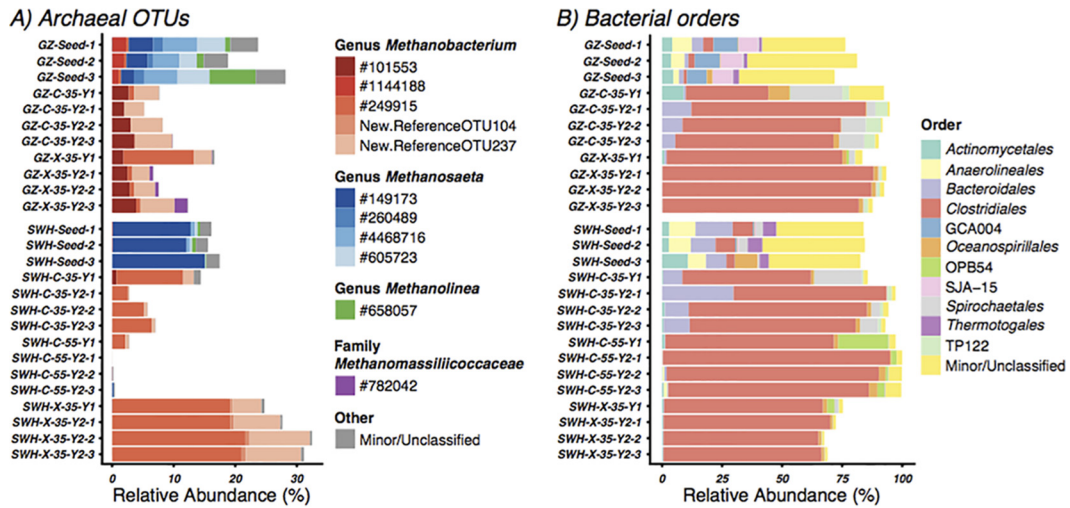 A) Archaeal OTUs
GZ-Seed-1
GZ-Seed-2
GZ-Seed-3
GZ-C-35-Y1
GZ-C-35-Y2-1
GZ-C-35-Y2-2
GZ-C-35-Y2-3
GZ-X-35-Y1
GZ-X-35-Y2-1
GZ-X-35-Y2-2
GZ-X-35-Y2-3
SWH-Seed-1
SWH-Seed-2
SWH-Seed-3
SWH-C-35-Y1
SWH-C-35-Y2-1
SWH-C-35-Y2-2
SWH-C-35-Y2-3
SWH-C-55-Y1
SWH-C-55-Y2-1
SWH-C-55-Y2-2
SWH-C-55-Y2-3
SWH-X-35-Y1
SWH-X-35-Y2-1
SWH-X-35-Y2-2
SWH-X-35-Y2-3
0 10 20 30
Relative Abundance (%)
Genus Methanobacterium
#101553
#1144188
#249915
New.ReferenceOTU104
New.ReferenceOTU237
Genus Methanosaeta
#149173
#260489
#4468716
#605723
Genus Methanolinea
#658057
Family
Methanomassiliicoccaceae
#782042
Other
Minor/Unclassified
B) Bacterial orders
GZ-Seed-1
GZ-Seed-2
GZ-Seed-3
GZ-C-35-Y1
GZ-C-35-Y2-1
GZ-C-35-Y2-2
GZ-C-35-Y2-3
GZ-X-35-Y1
GZ-X-35-Y2-1
GZ-X-35-Y2-2
GZ-X-35-Y2-3
SWH-Seed-1
SWH-Seed-2
SWH-Seed-3
SWH-C-35-Y1
SWH-C-35-Y2-1
SWH-C-35-Y2-2
SWH-C-35-Y2-3
SWH-C-55-Y1
SWH-C-55-Y2-1
SWH-C-55-Y2-2
SWH-C-55-Y2-3
SWH-X-35-Y1
SWH-X-35-Y2-1
SWH-X-35-Y2-2
SWH-X-35-Y2-3
0 25 50 75 100
Relative Abundance (%)
Order
Actinomycetales
Anaerolineales
Bacteroidales
Clostridiales
GCA004
Oceanospirillales
OPB54
SJA-15
Spirochaetales
Thermotogales
TP122
Minor/Unclassified